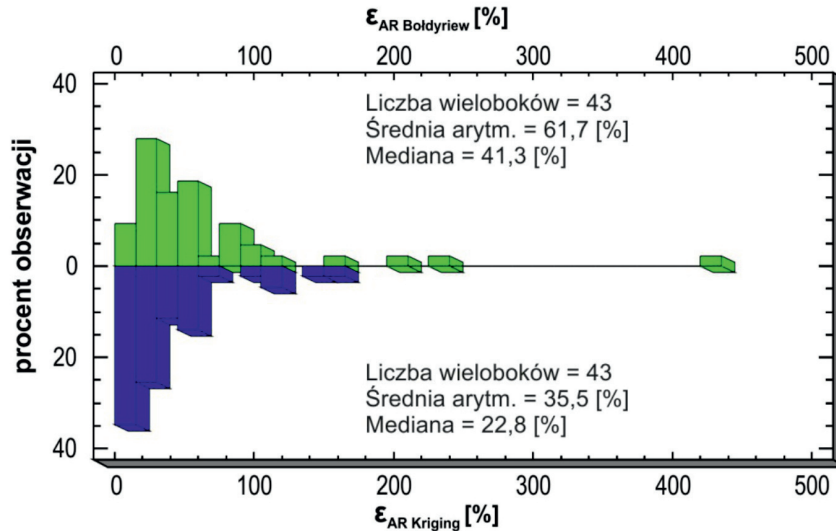 ε AR Bołdyriew [%]
0 100 200 300 400 500
40
Liczba wieloboków = 43
Średnia arytm. = 61,7 [%]
Mediana = 41,3 [%]
20
procent obserwacji
0
20
Liczba wieloboków = 43
Średnia arytm. = 35,5 [%]
Mediana = 22,8 [%]
40
0 100 200 300 400 500
ε AR Kriging [%]